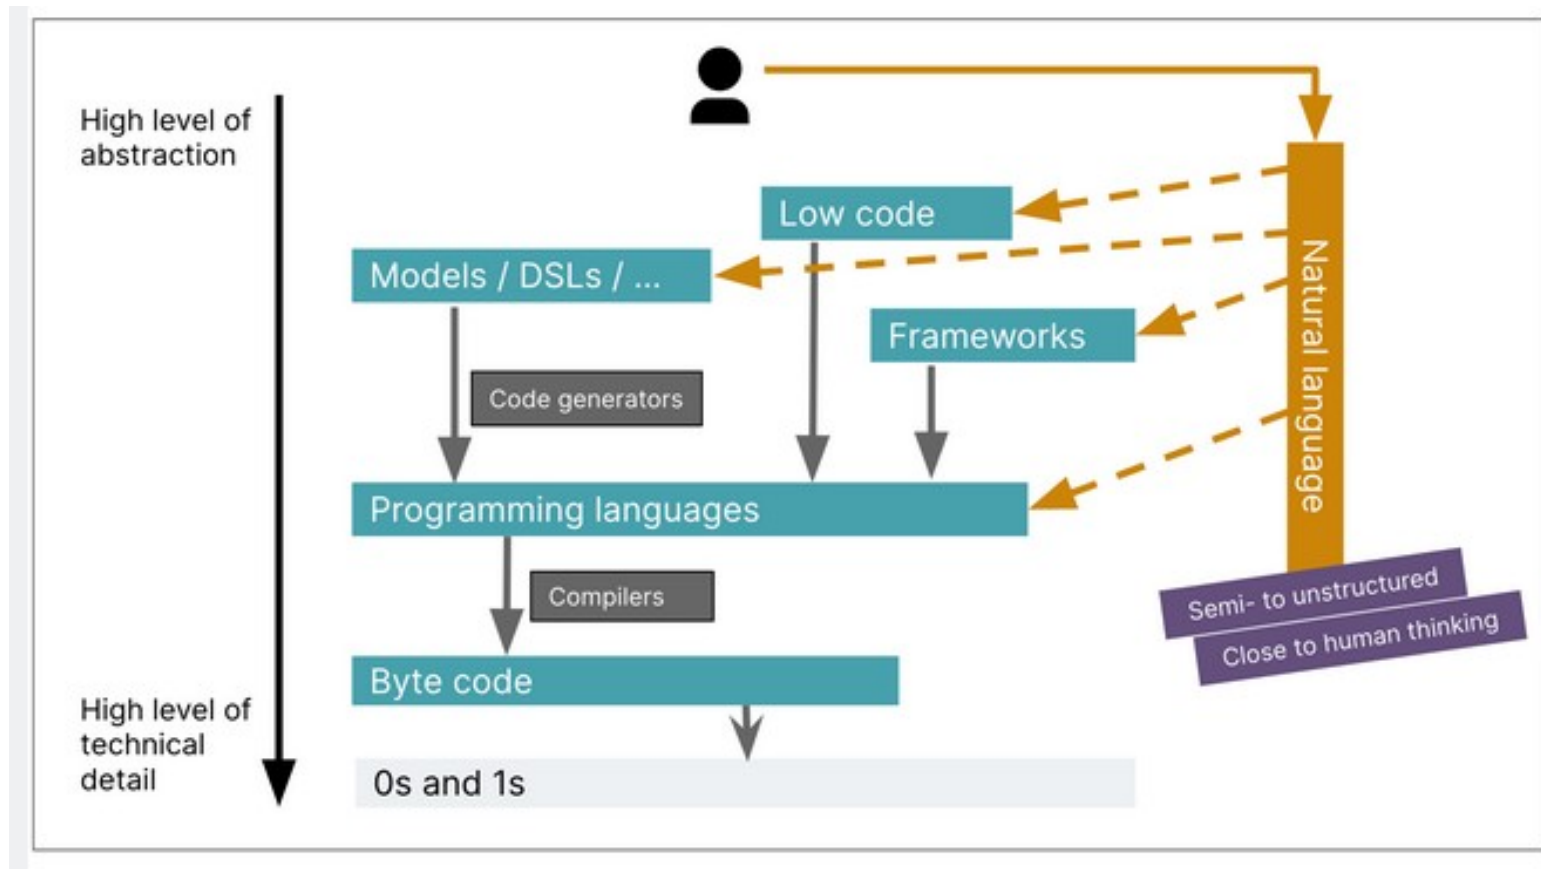 High level of
abstraction
Low code
Models / DSLs / ...
Frameworks
Code generators
Programming languages
Compilers
Byte code
High level of
technical
detail
0s and 1s
Natural language
Semi- to unstructured
Close to human thinking